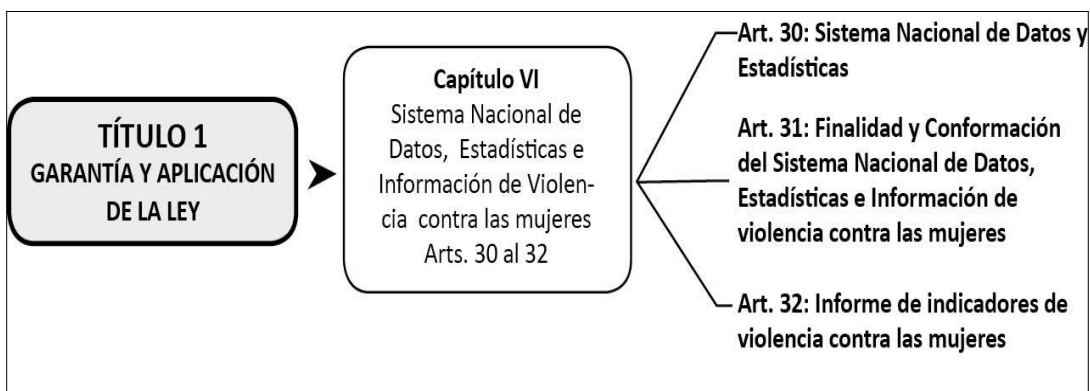 TÍTULO 1
GARANTÍA Y APLICACIÓN
DE LA LEY
Capítulo VI
Sistema Nacional de
Datos, Estadísticas e
Información de Violen-
cia contra las mujeres
Arts. 30 al 32
Art. 30: Sistema Nacional de Datos y
Estadísticas
Art. 31: Finalidad y Conformación
del Sistema Nacional de Datos,
Estadísticas e Información de
violencia contra las mujeres
Art. 32: Informe de indicadores de
violencia contra las mujeres